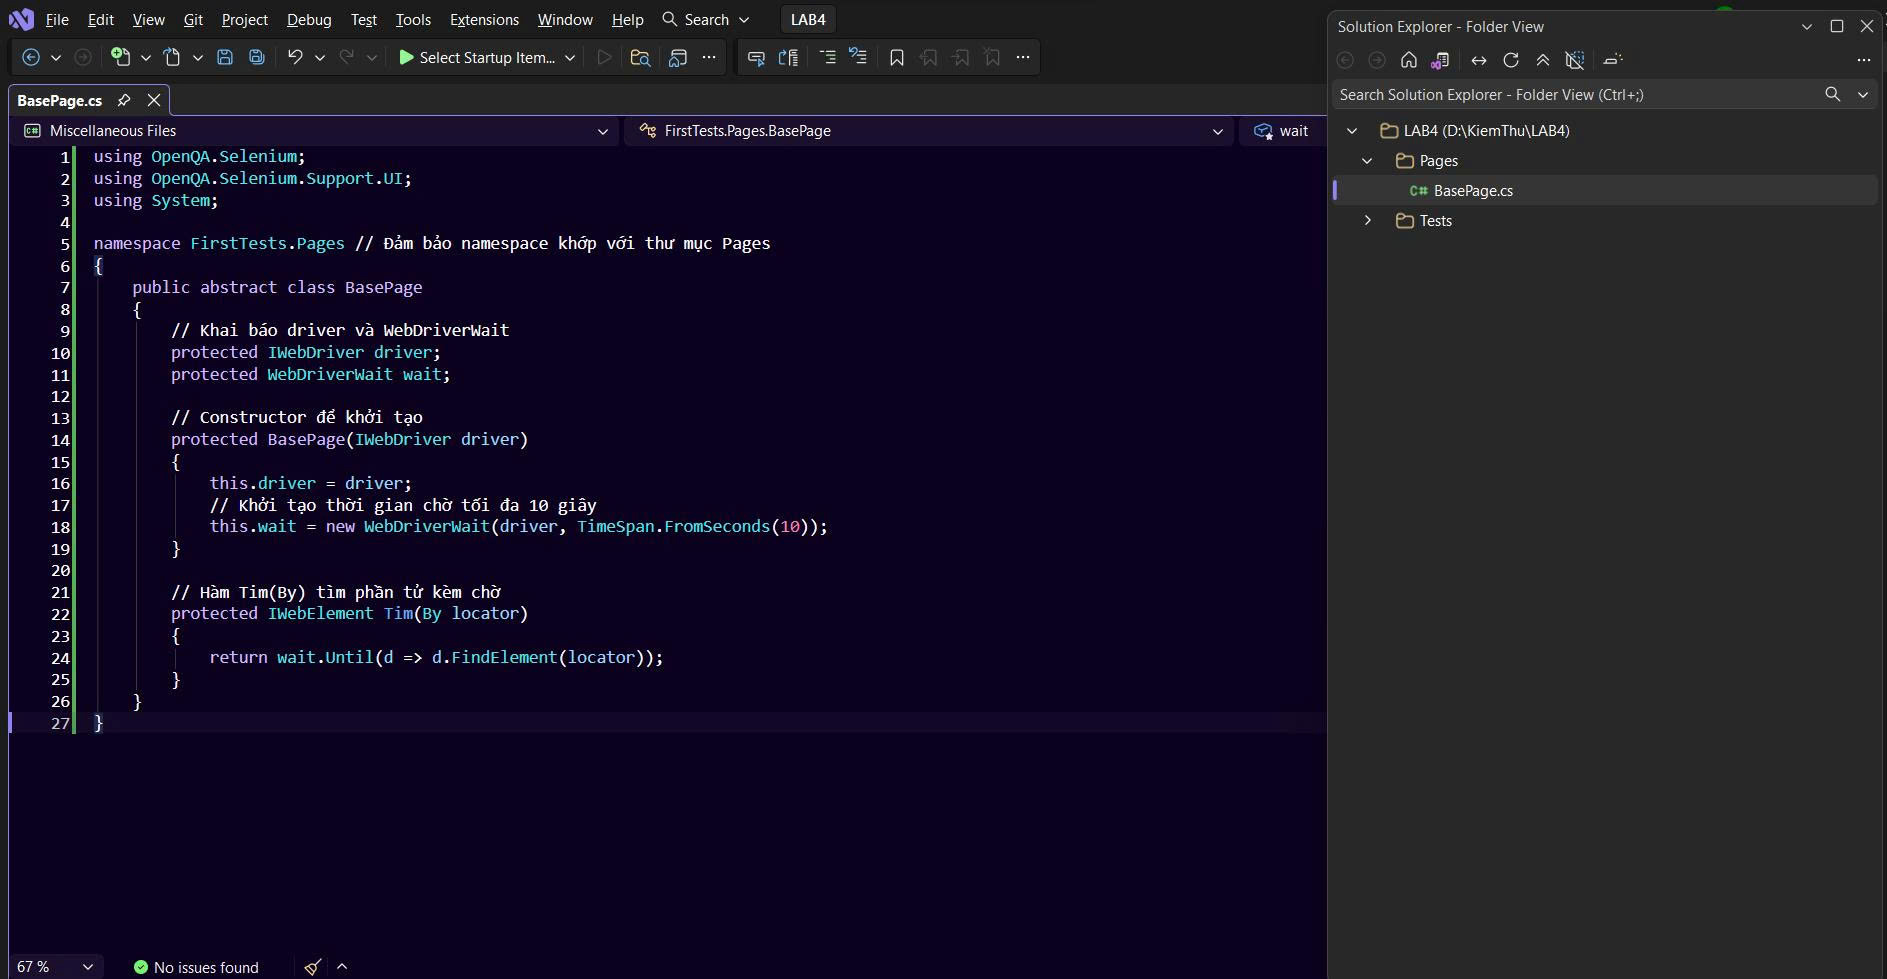 File Edit View Git Project Debug Test Tools Extensions Window Help Search LAB4
Select Startup Item...
BasePage.cs
Miscellaneous Files
FirstTests.Pages.BasePage
wait
1 using OpenQA.Selenium;
2 using OpenQA.Selenium.Support.UI;
3 using System;
4
5 namespace FirstTests.Pages // Đảm bảo namespace khớp với thư mục Pages
6 {
7 public abstract class BasePage
8 {
9 // Khai báo driver và WebDriverWait
10 protected IWebDriver driver;
11 protected WebDriverWait wait;
12
13 // Constructor để khởi tạo
14 protected BasePage(IWebDriver driver)
15 {
16 this.driver = driver;
17 // Khởi tạo thời gian chờ tối đa 10 giây
18 this.wait = new WebDriverWait(driver, TimeSpan.FromSeconds(10));
19 }
20
21 // Hàm Tim(By) tìm phần tử kèm chờ
22 protected IWebElement Tim(By locator)
23 {
24 return wait.Until(d => d.FindElement(locator));
25 }
26 }
27 }
67 %
No issues found
Solution Explorer - Folder View
Search Solution Explorer - Folder View (Ctrl+;)
LAB4 (D:\KiemThu\LAB4)
Pages
C# BasePage.cs
Tests